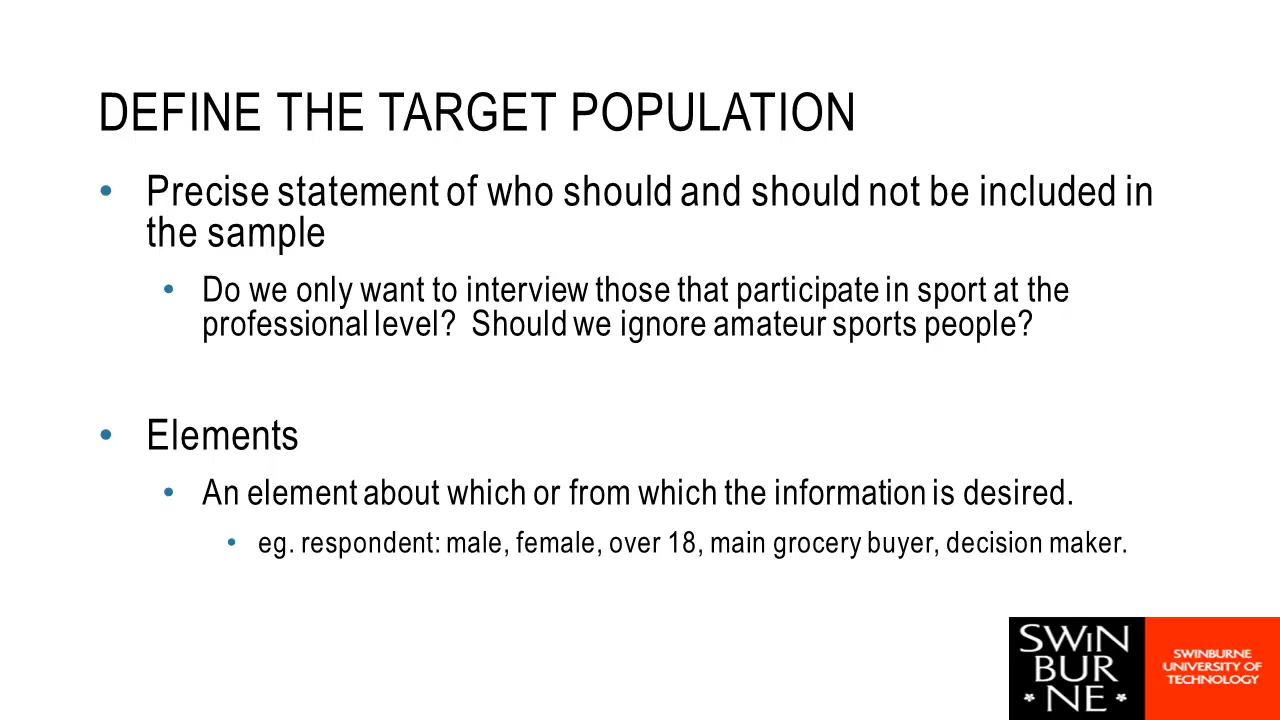 DEFINE THE TARGET POPULATION
• Precise statement of who should and should not be included in
the sample
• Do we only want to interview those that participate in sport at the
professional level? Should we ignore amateur sports people?
• Elements
• An element about which or from which the information is desired.
• eg. respondent: male, female, over 18, main grocery buyer, decision maker.
SWIN
BUR
* NE *
SWINBURNE
UNIVERSITY OF
TECHNOLOGY